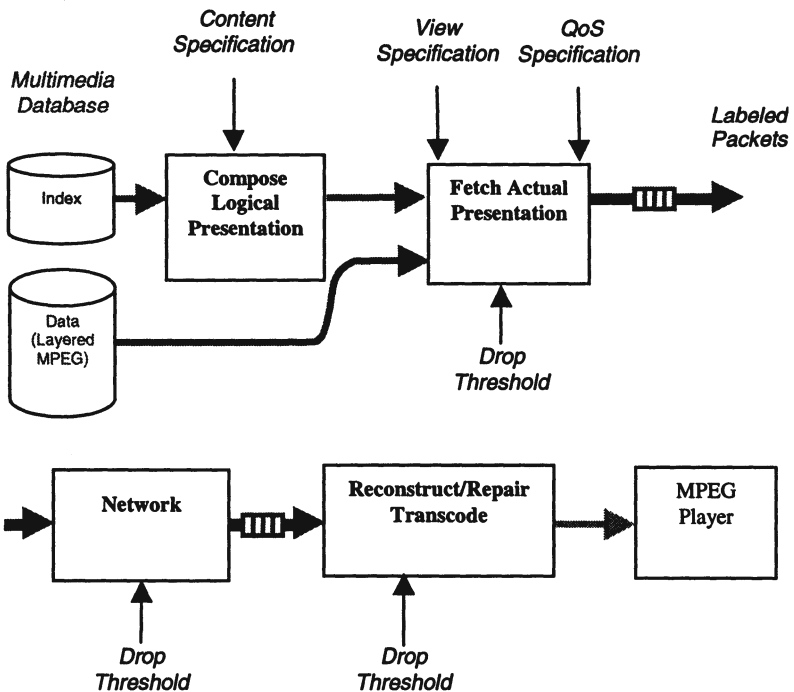 Content
Specification
View
Specification
QoS
Specification
Multimedia
Database
Labeled
Packets
Index
Compose
Logical
Presentation
Fetch Actual
Presentation
Data
(Layered
MPEG)
Drop
Threshold
Network
Reconstruct/Repair
Transcode
MPEG
Player
Drop
Threshold
Drop
Threshold